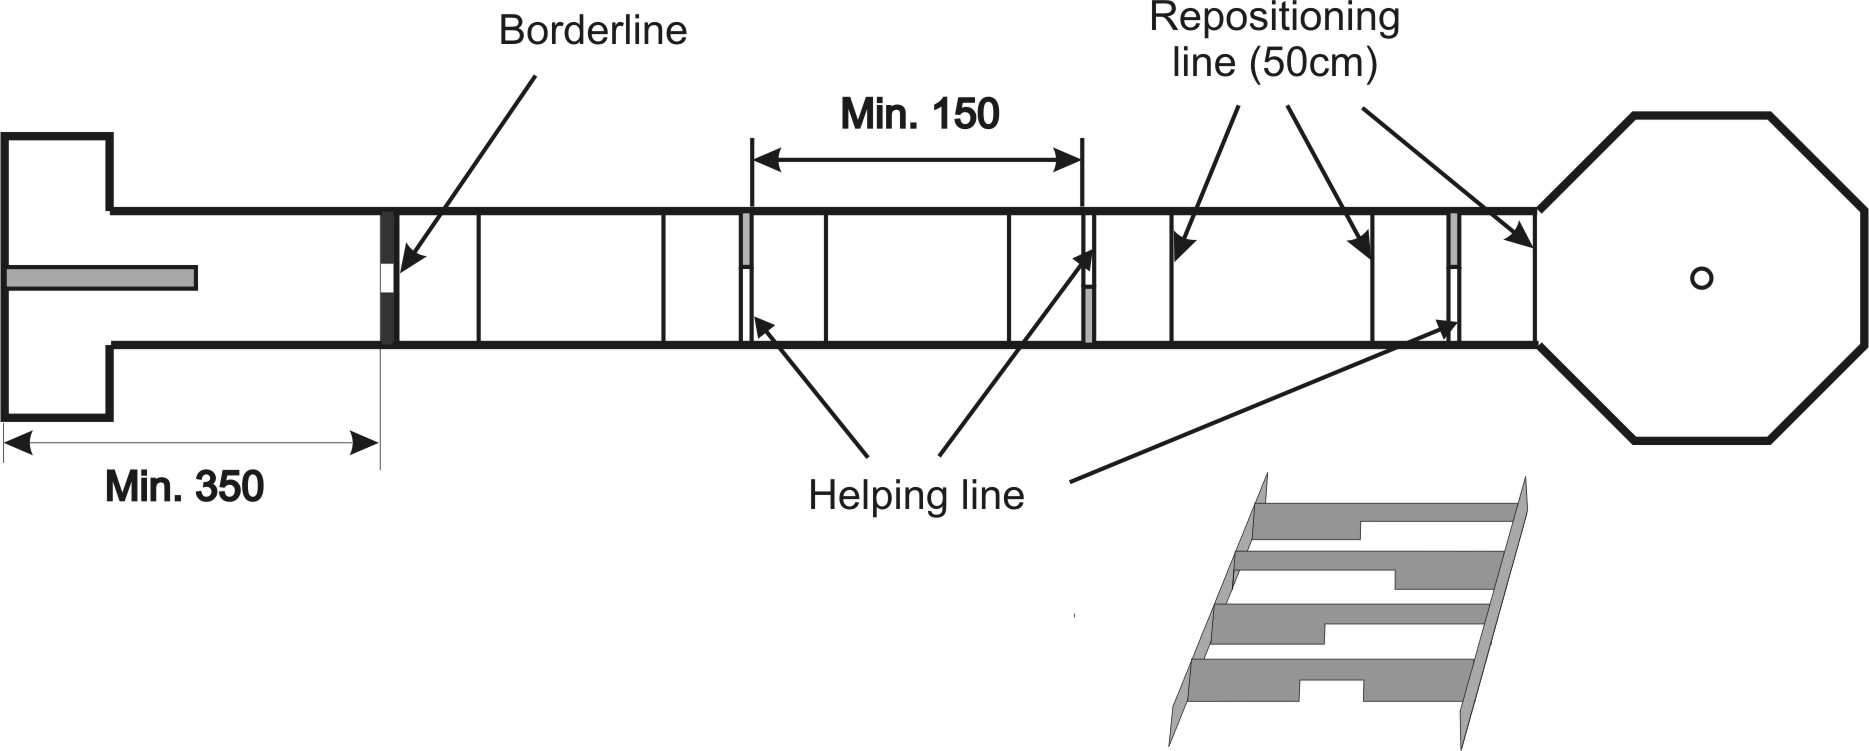 Borderline
Repositioning
line (50cm)
Min. 150
Min. 350
Helping line